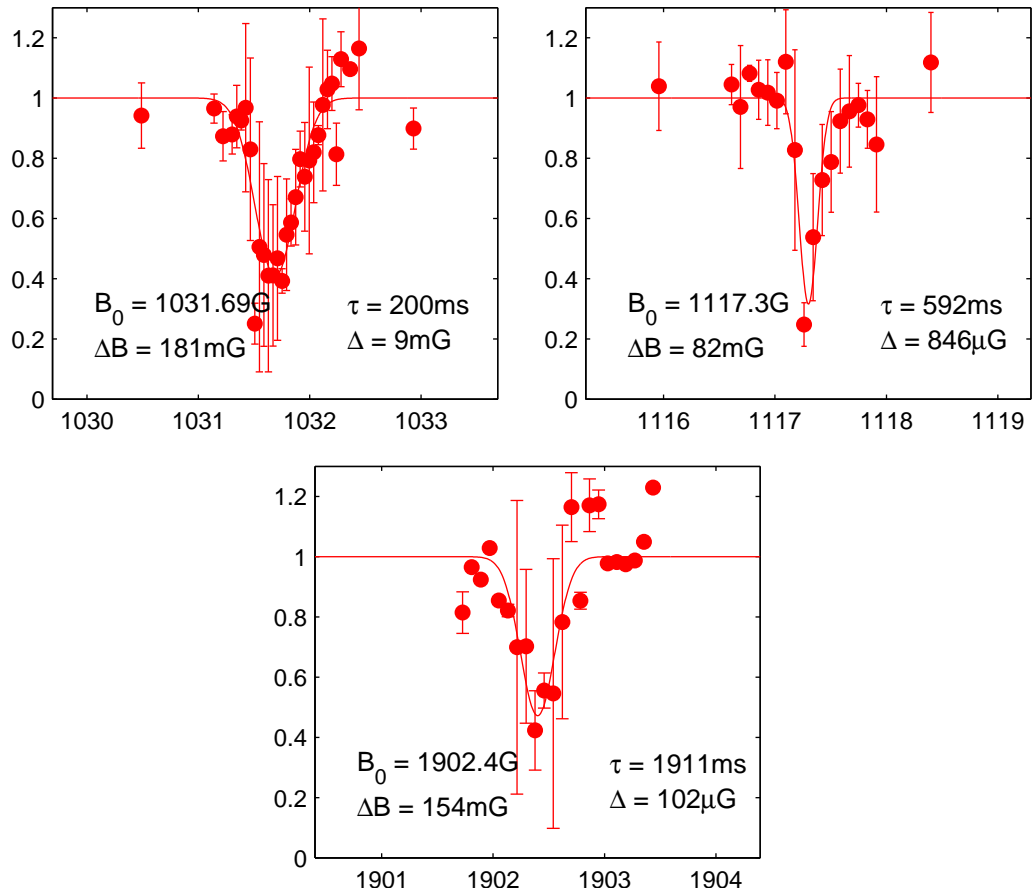 1.2
1
0.8
0.6
0.4
0.2
0
B₀ = 1031.69G
ΔB = 181mG
τ = 200ms
Δ = 9mG
1030 1031 1032 1033
1.2
1
0.8
0.6
0.4
0.2
0
B₀ = 1117.3G
ΔB = 82mG
τ = 592ms
Δ = 846μG
1116 1117 1118 1119
1.2
1
0.8
0.6
0.4
0.2
0
B₀ = 1902.4G
ΔB = 154mG
τ = 1911ms
Δ = 102μG
1901 1902 1903 1904